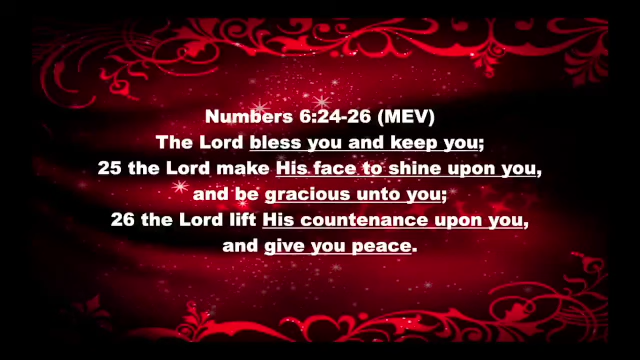 Numbers 6:24-26 (MEV)
The Lord bless you and keep you;
25 the Lord make His face to shine upon you,
and be gracious unto you;
26 the Lord lift His countenance upon you,
and give you peace.